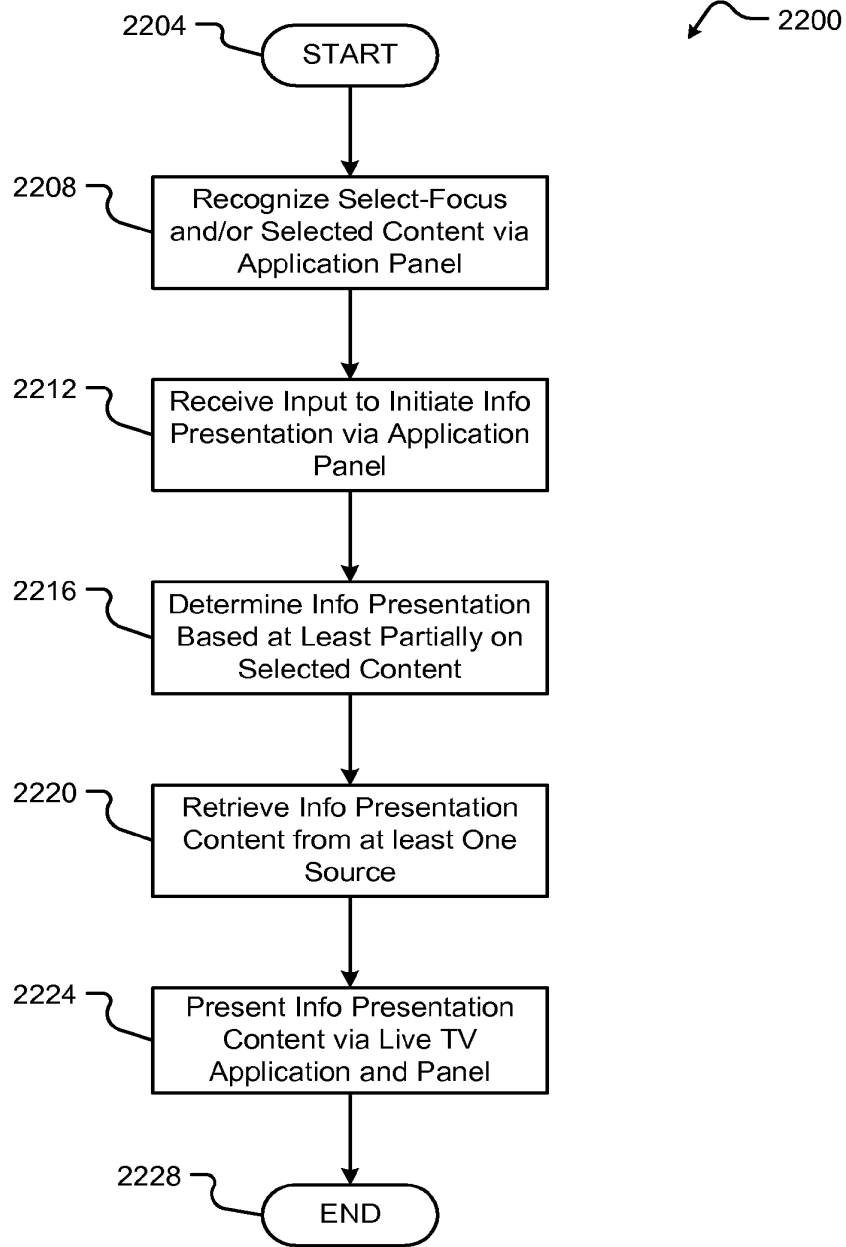 2204
START
2200
2208
Recognize Select-Focus
and/or Selected Content via
Application Panel
2212
Receive Input to Initiate Info
Presentation via Application
Panel
2216
Determine Info Presentation
Based at Least Partially on
Selected Content
2220
Retrieve Info Presentation
Content from at least One
Source
2224
Present Info Presentation
Content via Live TV
Application and Panel
2228
END